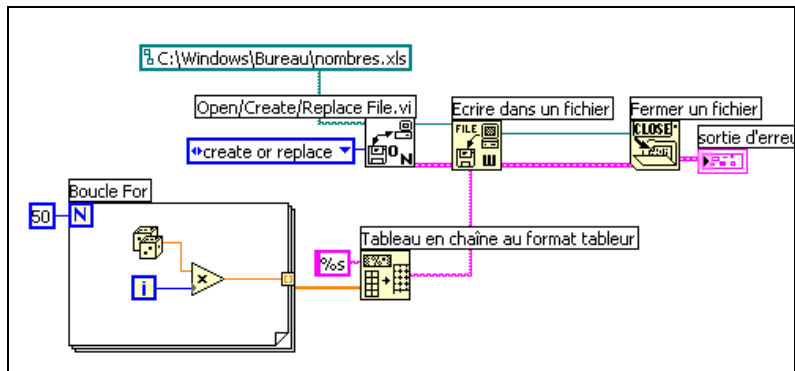 C:\Windows\Bureau\nombres.xls
Open/Create/Replace File.vi
Ecrire dans un fichier
Fermer un fichier
FILE
W
CLOSE
sortie d'erreu
create or replace
O
N
Boucle For
50
N
i
x
Tableau en chaîne au format tableur
%s